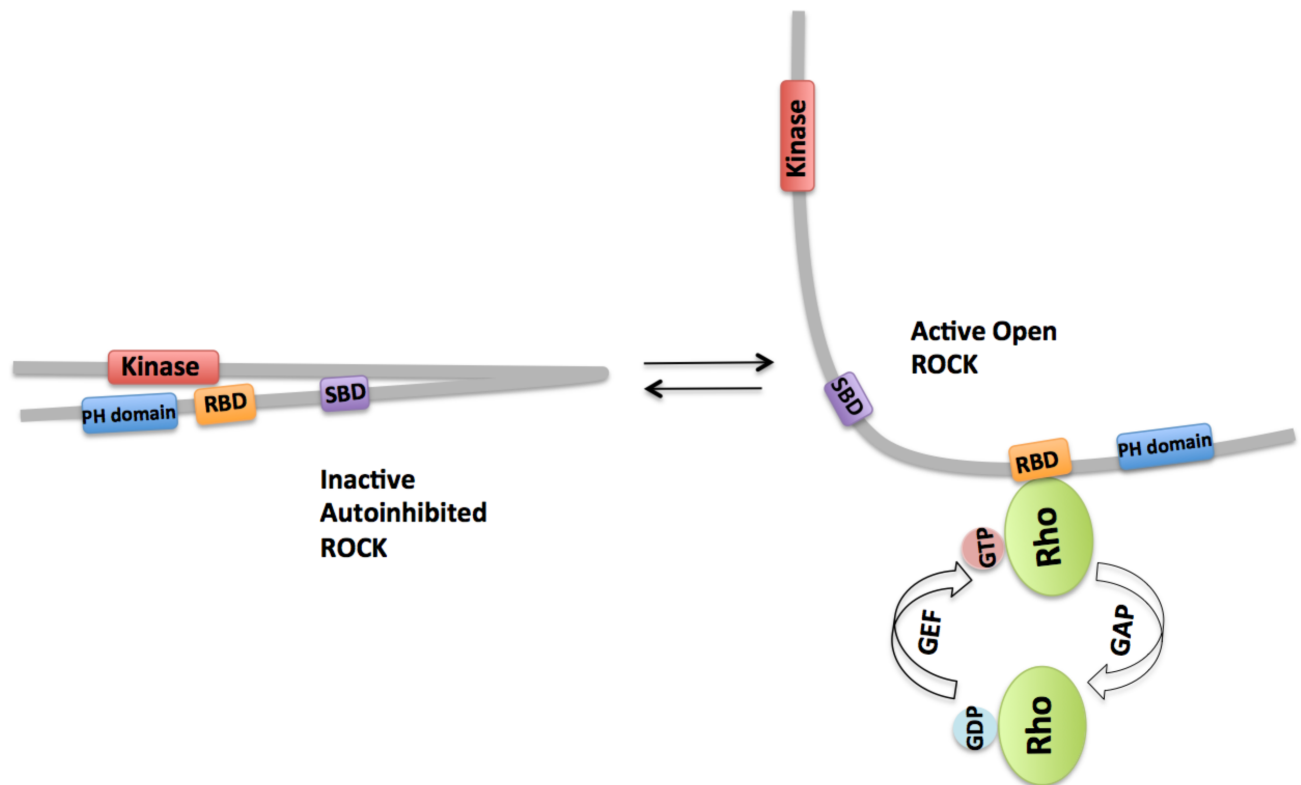 Kinase
PH domain
RBD
SBD
Inactive
Autoinhibited
ROCK
Kinase
SBD
Active Open
ROCK
RBD
PH domain
GTP
Rho
GEF
GAP
GDP
Rho